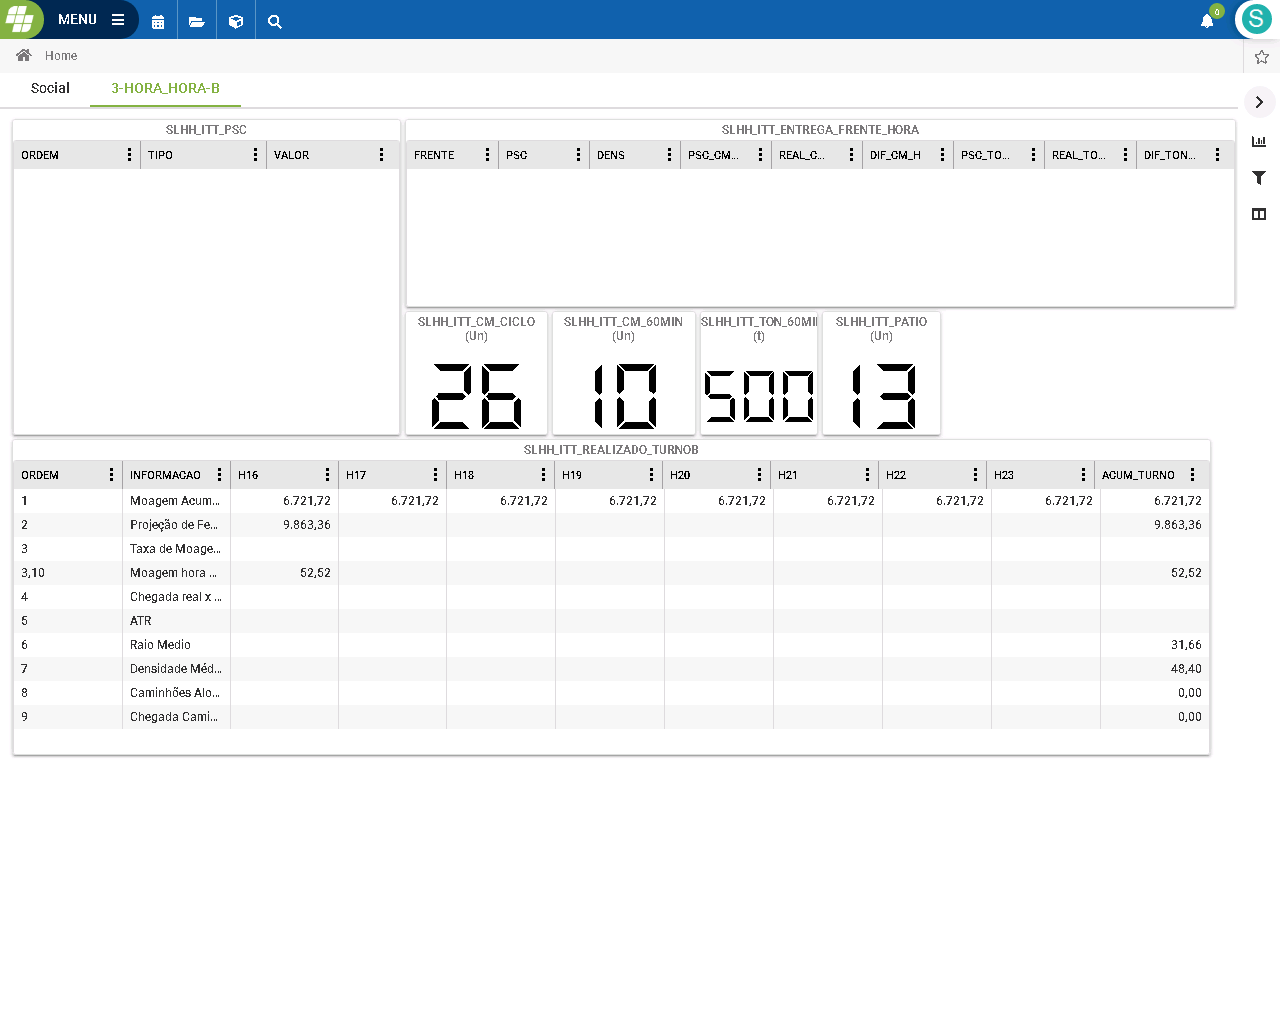 MENU
0
S
Home
Social
3-HORA_HORA-B
SLHH_ITT_PSC
ORDEM TIPO VALOR
SLHH_ITT_ENTREGA_FRENTE_HORA
FRENTE PSC DENS PSC_CM... REAL_C... DIF_CM_H PSC_TO... REAL_TO... DIF_TON...
SLHH_ITT_CM_CICLO
(Un)
26
SLHH_ITT_CM_60MIN
(Un)
10
SLHH_ITT_TON_60MI
(t)
500
SLHH_ITT_PATIO
(Un)
13
SLHH_ITT_REALIZADO_TURNOB
ORDEM INFORMACAO H16 H17 H18 H19 H20 H21 H22 H23 ACUM_TURNO
1 Moagem Acum... 6.721,72 6.721,72 6.721,72 6.721,72 6.721,72 6.721,72 6.721,72 6.721,72 6.721,72
2 Projeção de Fe... 9.863,36 9.863,36
3 Taxa de Moage...
3,10 Moagem hora ... 52,52 52,52
4 Chegada real x ...
5 ATR
6 Raio Medio 31,66
7 Densidade Méd... 48,40
8 Caminhões Alo... 0,00
9 Chegada Cami... 0,00